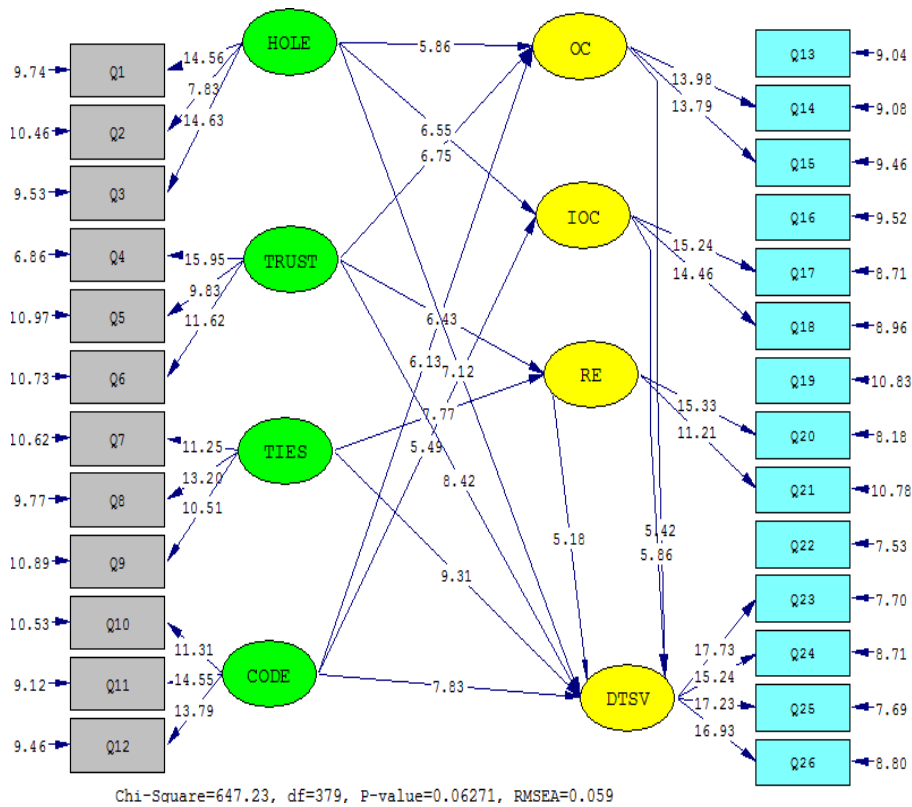 HOLE 5.86 OC
9.74 Q1 14.56 Q13 9.04
7.83 13.98
10.46 Q2 14.63 13.79 Q14 9.08
6.55
9.53 Q3 6.75 Q15 9.46
IOC Q16 9.52
6.86 Q4 15.95 TRUST 15.24 Q17 8.71
9.83 14.46
10.97 Q5 11.62 6.43 Q18 8.96
10.73 Q6 6.13 7.12 RE Q19 10.83
15.33
7.77 11.21
10.62 Q7 11.25 TIES 5.49 Q20 8.18
13.20 8.42
9.77 Q8 10.51 Q21 10.78
5.18 5.42
5.86
10.89 Q9 9.31 Q22 7.53
10.53 Q10 Q23 7.70
11.31 17.73
9.12 Q11 14.55 CODE 7.83 DTSV 15.24 Q24 8.71
13.79 17.23 Q25 7.69
16.93
9.46 Q12 Q26 8.80
Chi-Square=647.23, df=379, P-value=0.06271, RMSEA=0.059